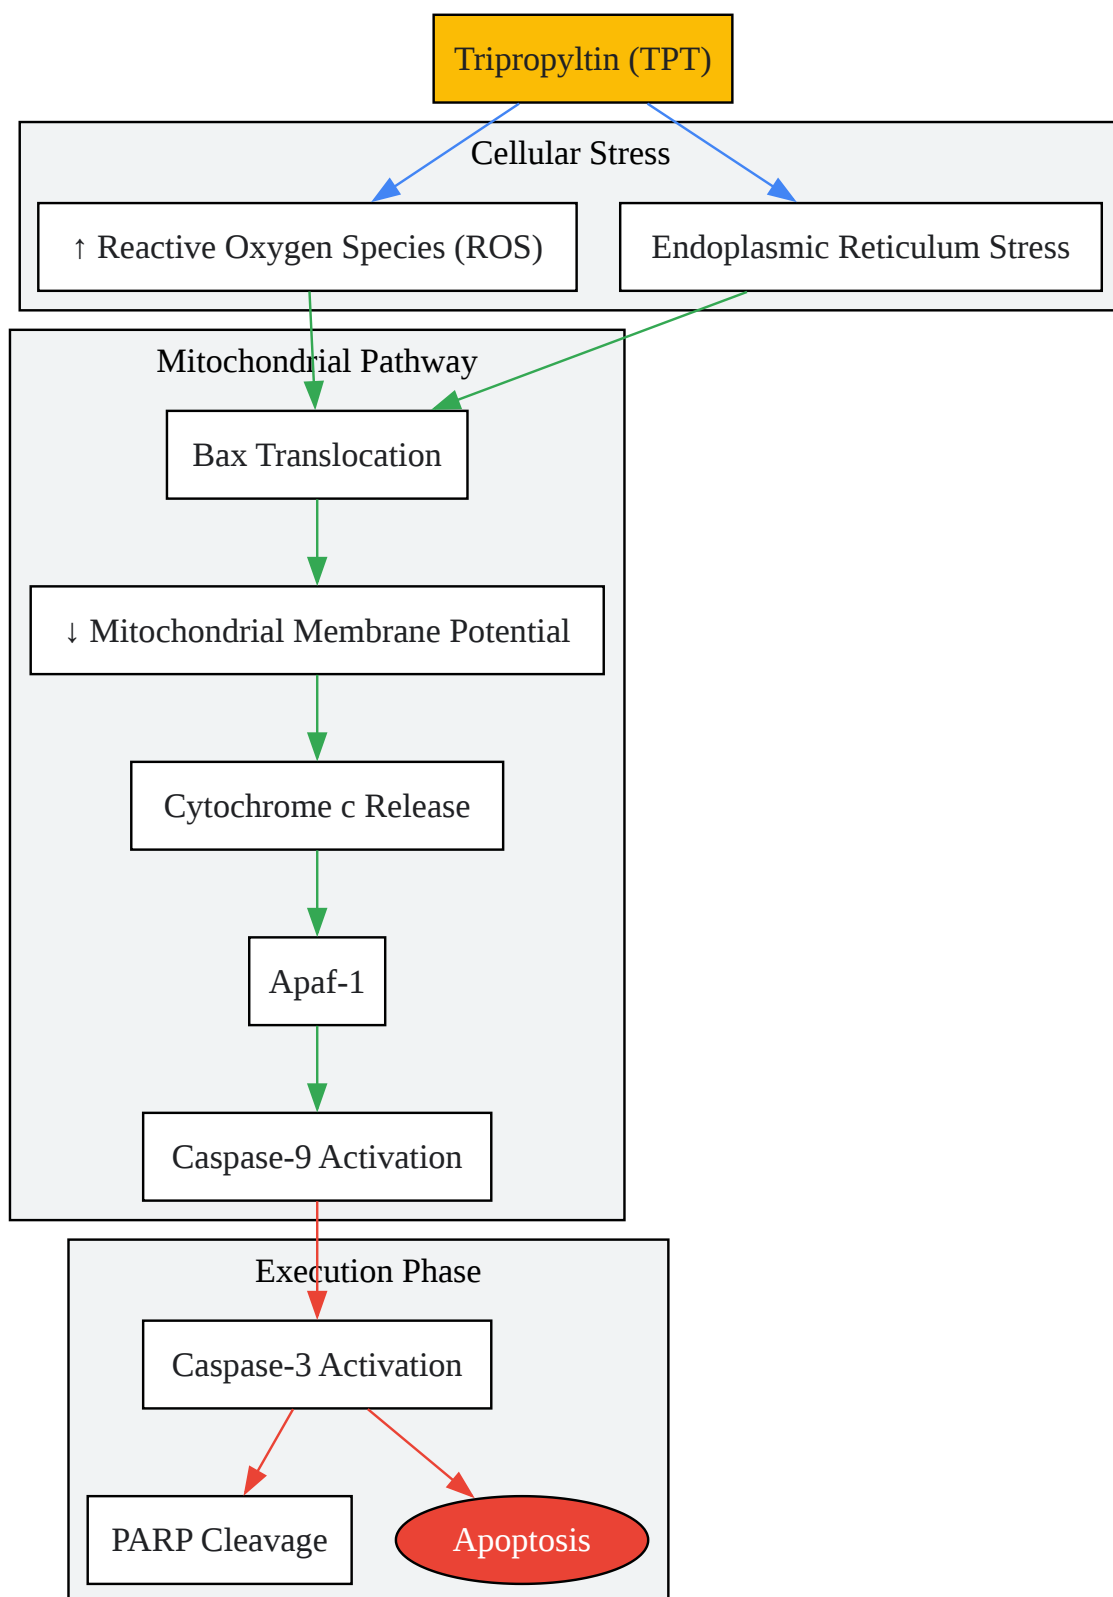 Tripropyltin (TPT)
Cellular Stress
↑ Reactive Oxygen Species (ROS)
Endoplasmic Reticulum Stress
Mitochondrial Pathway
Bax Translocation
↓ Mitochondrial Membrane Potential
Cytochrome c Release
Apaf-1
Caspase-9 Activation
Execution Phase
Caspase-3 Activation
PARP Cleavage
Apoptosis